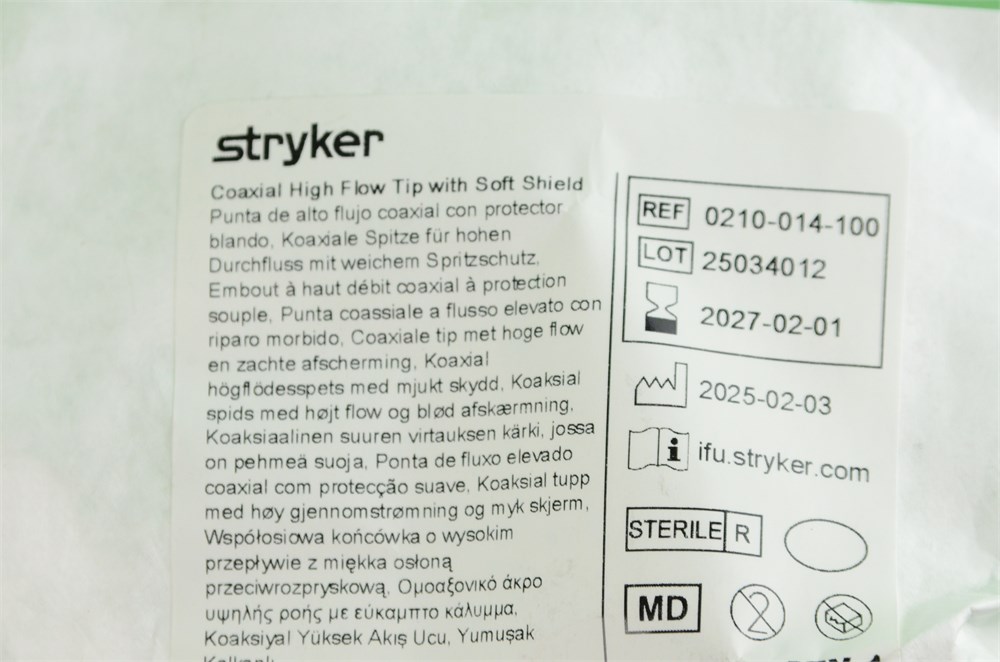 stryker
Coaxial High Flow Tip with Soft Shield
Punta de alto flujo coaxial con protector
blando, Koaxiale Spitze für hohen
Durchfluss mit weichem Spritzschutz,
Embout à haut débit coaxial à protection
souple, Punta coassiale a flusso elevato con
riparo morbido, Coaxiale tip met hoge flow
en zachte afscherming, Koaxial
högflödesspets med mjukt skydd, Koaksial
spids med højt flow og blød afskærmning,
Koaksiaalinen suuren virtauksen kärki, jossa
on pehmeä suoja, Ponta de fluxo elevado
coaxial com protecção suave, Koaksial tupp
med høy gjennomstrømning og myk skjerm,
Współosiowa końcówka o wysokim
przepływie z miękka osłoną
przeciwrozpryskową, Ομοαξονικό άκρο
υψηλής ροής με εύκαμπτο κάλυμμα,
Koaksiyal Yüksek Akış Ucu, Yumuşak
REF 0210-014-100
LOT 25034012
2027-02-01
2025-02-03
i ifu.stryker.com
STERILE R
MD 2